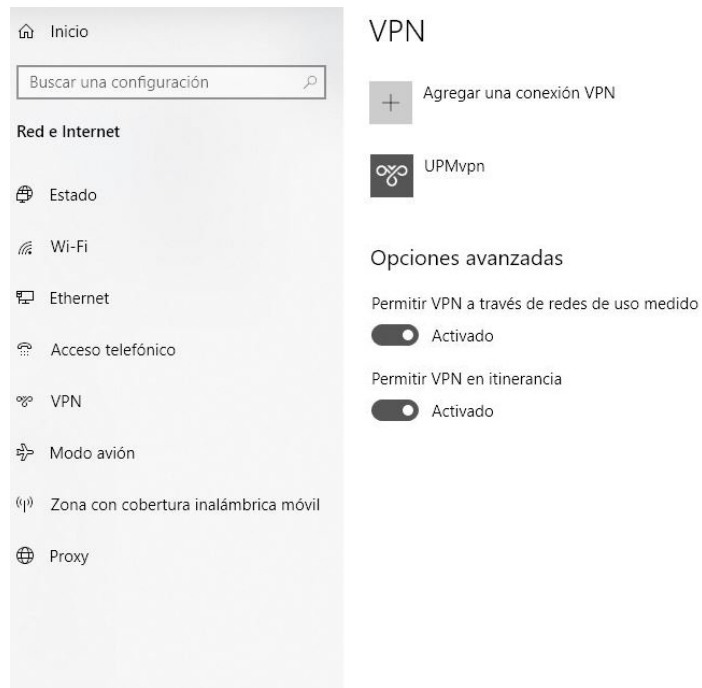 Inicio
Buscar una configuración
Red e Internet
Estado
Wi-Fi
Ethernet
Acceso telefónico
VPN
Modo avión
Zona con cobertura inalámbrica móvil
Proxy
VPN
Agregar una conexión VPN
UPMvpn
Opciones avanzadas
Permitir VPN a través de redes de uso medido
Activado
Permitir VPN en itinerancia
Activado